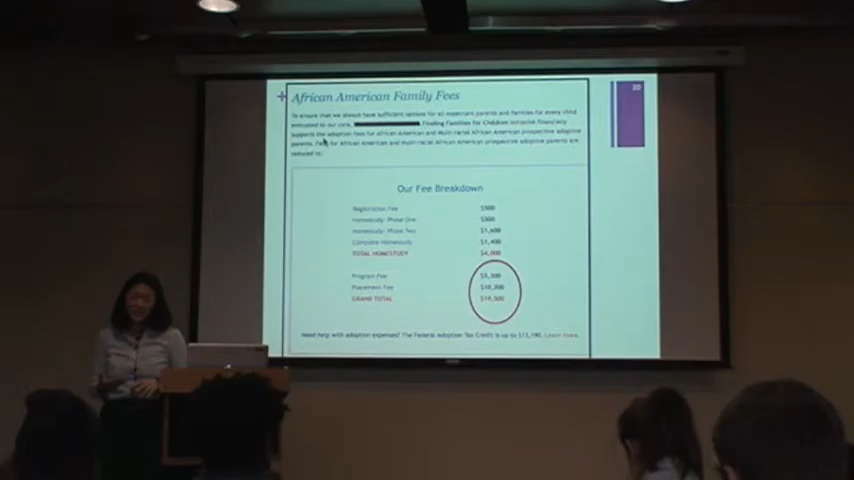 20
+ African American Family Fees
To ensure that we always have sufficient options for all expectant parents and families for every child
entrusted to our care, Finding Families for Children initiative financially
supports the adoption fees for African American and Multi-racial African American prospective adoptive
parents. Fees for African American and multi-racial African American prospective adoptive parents are
reduced to:
Our Fee Breakdown
Registration Fee $300
Homestudy: Phase One
Homestudy: Phase Two $1,600
Complete Homestudy $1,400
TOTAL HOMESTUDY $4,000
Program Fee
Placement Fee
GRAND TOTAL $19,500
Need help with adoption expenses? The Federal Adoption Tax Credit is up to $13,190. Learn more.